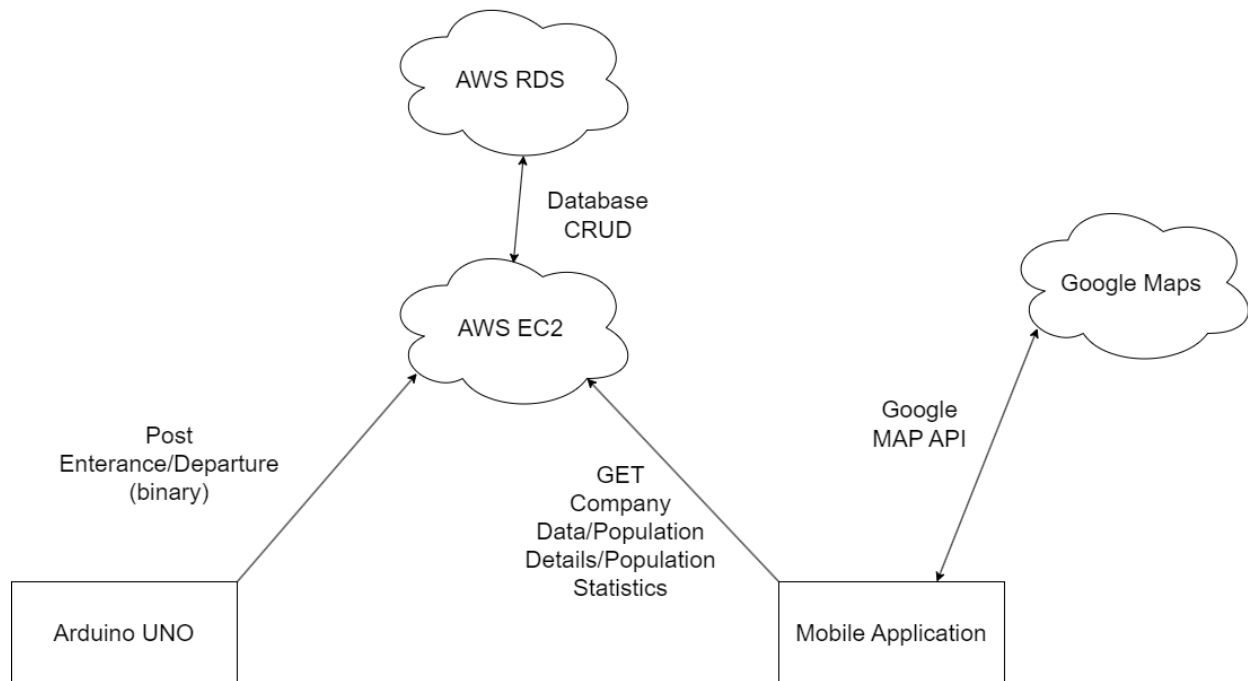 AWS RDS
Database
CRUD
AWS EC2
Google Maps
Google
MAP API
Post
Enterance/Departure
(binary)
GET
Company
Data/Population
Details/Population
Statistics
Arduino UNO
Mobile Application